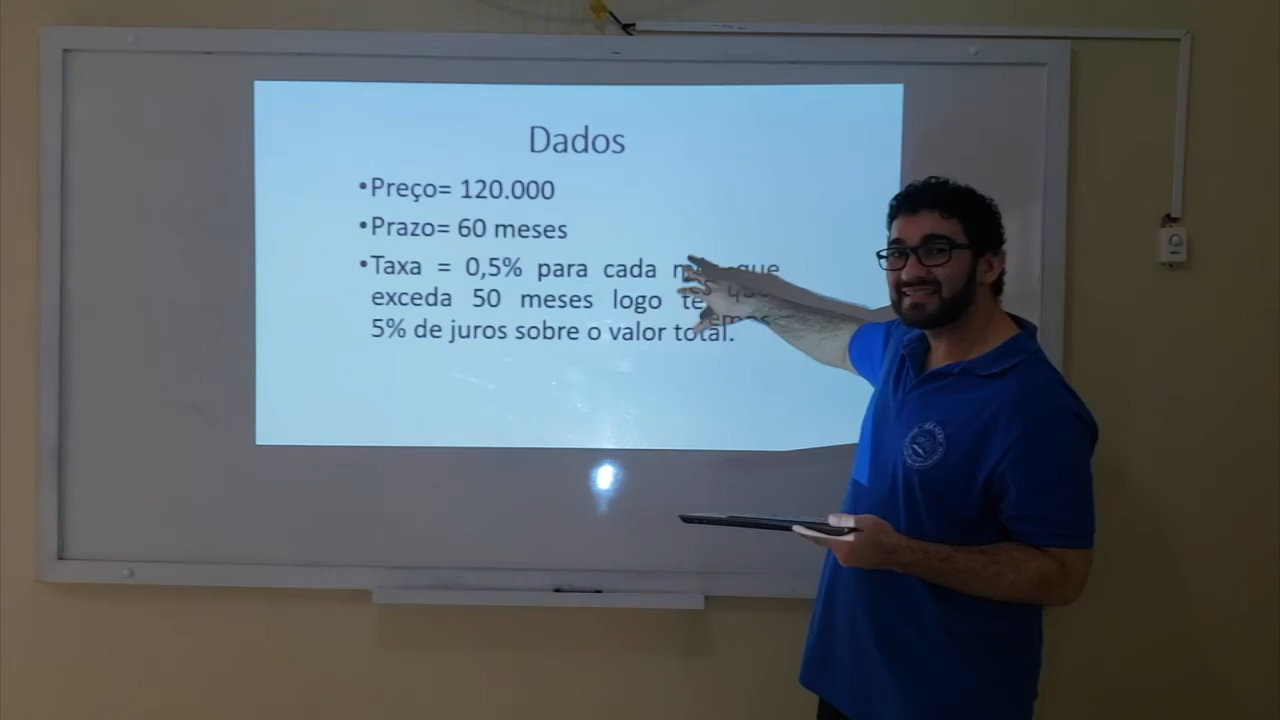 Dados
•Preço= 120.000
•Prazo= 60 meses
•Taxa = 0,5% para cada que
exceda 50 meses logo
5% de juros sobre o valor total.